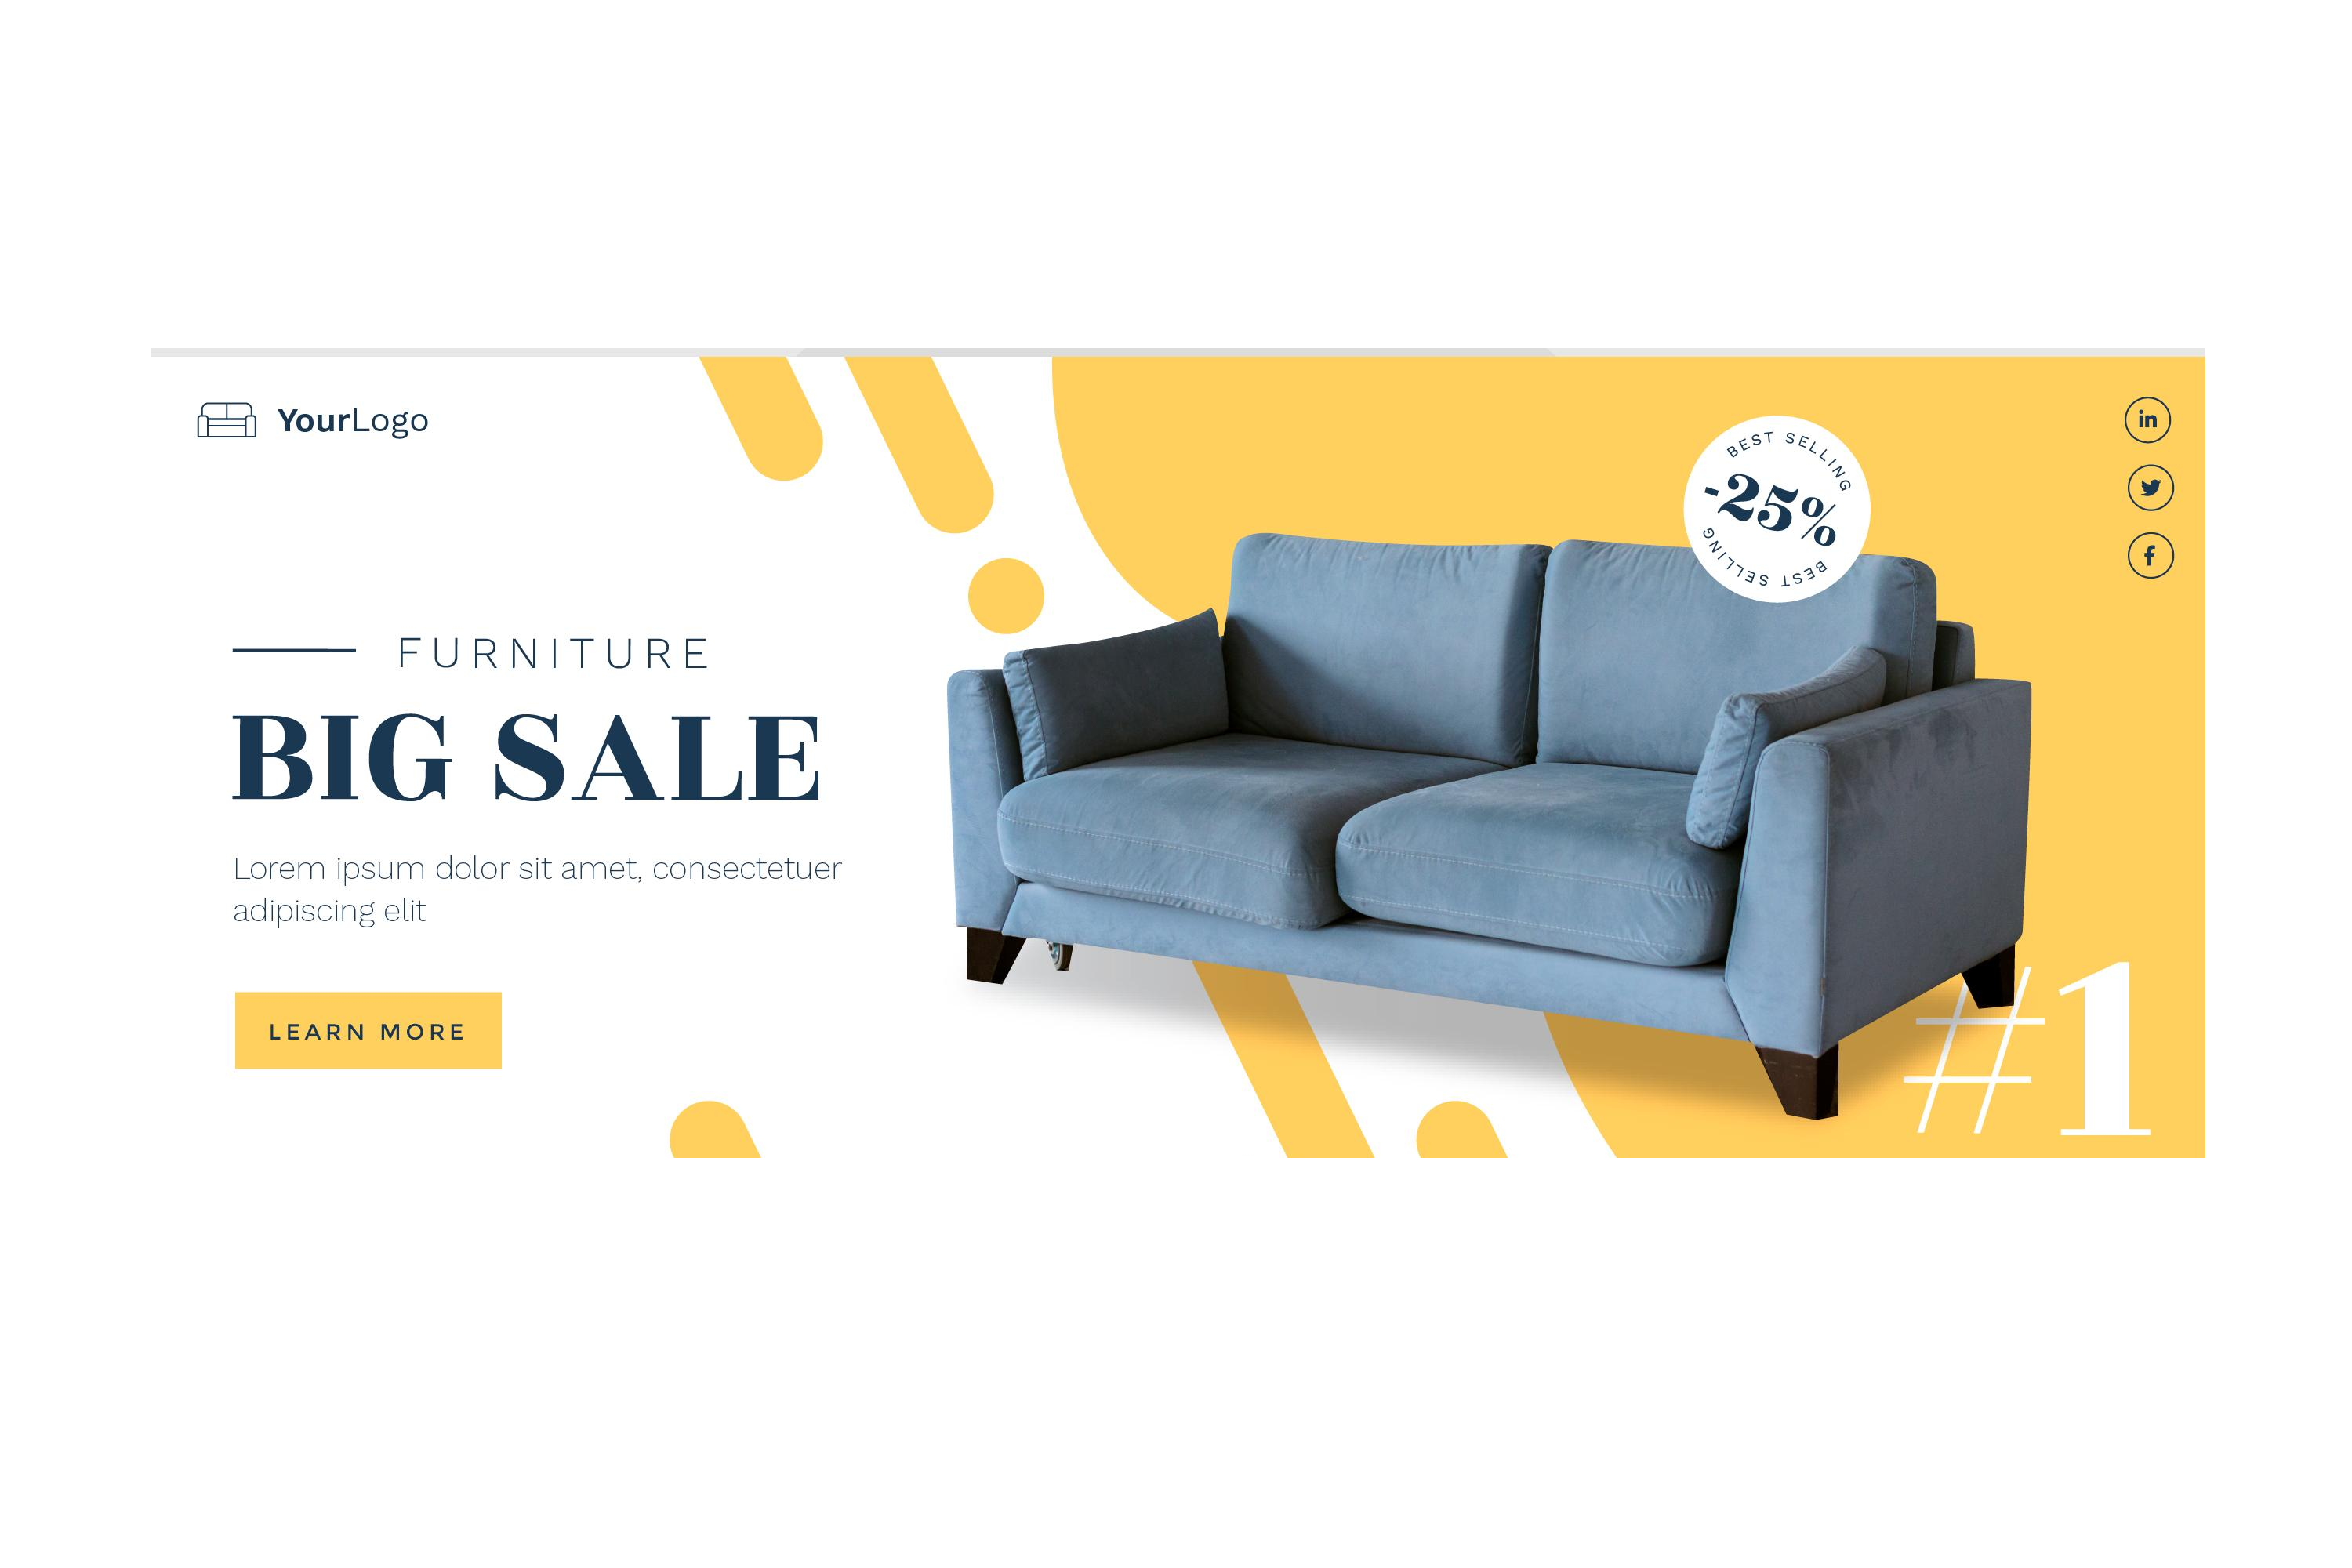 YourLogo
in
f
BEST SELLING
-25%
BEST SELLING
FURNITURE
BIG SALE
Lorem ipsum dolor sit amet, consectetuer
adipiscing elit
LEARN MORE
#1